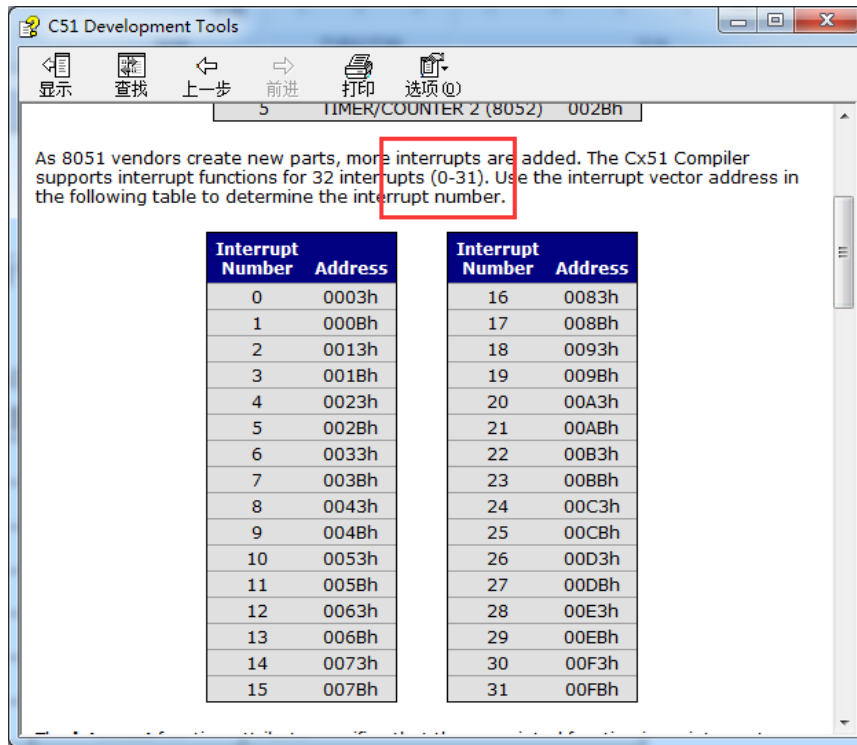 C51 Development Tools
显示 查找 上一步 前进 打印 选项(O)
5 TIMER/COUNTER 2 (8052) 002Bh
As 8051 vendors create new parts, more interrupts are added. The Cx51 Compiler
supports interrupt functions for 32 interrupts (0-31). Use the interrupt vector address in
the following table to determine the interrupt number.
Interrupt Number Address Interrupt Number Address
0 0003h 16 0083h
1 000Bh 17 008Bh
2 0013h 18 0093h
3 001Bh 19 009Bh
4 0023h 20 00A3h
5 002Bh 21 00ABh
6 0033h 22 00B3h
7 003Bh 23 00BBh
8 0043h 24 00C3h
9 004Bh 25 00CBh
10 0053h 26 00D3h
11 005Bh 27 00DBh
12 0063h 28 00E3h
13 006Bh 29 00EBh
14 0073h 30 00F3h
15 007Bh 31 00FBh